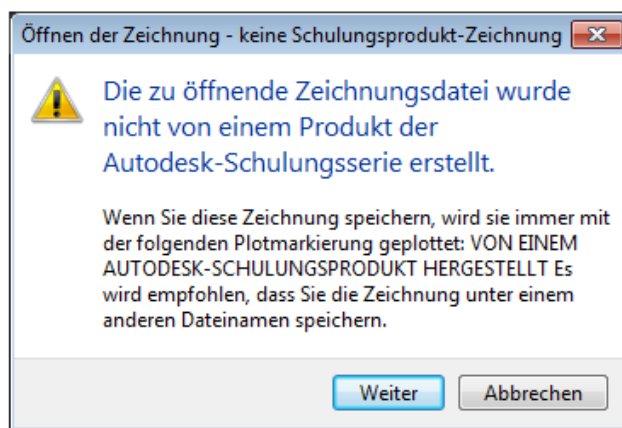 Öffnen der Zeichnung - keine Schulungsprodukt-Zeichnung
Die zu öffnende Zeichnungsdatei wurde
nicht von einem Produkt der
Autodesk-Schulungsserie erstellt.
Wenn Sie diese Zeichnung speichern, wird sie immer mit
der folgenden Plotmarkierung geplottet: VON EINEM
AUTODESK-SCHULUNGSPRODUKT HERGESTELLT Es
wird empfohlen, dass Sie die Zeichnung unter einem
anderen Dateinamen speichern.
Weiter
Abbrechen